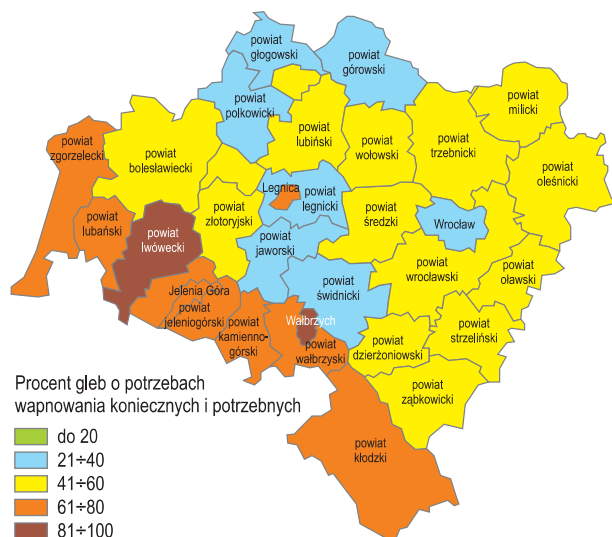 powiat
głogowski
powiat
górowski
powiat
polkowicki
powiat
milicki
powiat
lubiński
powiat
zgorzelecki
powiat
bolesławiecki
powiat
wołowski
powiat
trzebnicki
powiat
oleśnicki
Legnica
powiat
legnicki
powiat
lubański
powiat
lwówecki
powiat
złotoryjski
powiat
średzki
Wrocław
powiat
jaworski
powiat
wrocławski
powiat
oławski
Jelenia Góra
powiat
jeleniogórski
powiat
świdnicki
Wałbrzych
powiat
kamienno-
górski
powiat
wałbrzyski
powiat
dzierżoniowski
powiat
strzeliński
powiat
ząbkowicki
powiat
kłodzki
Procent gleb o potrzebach
wapnowania koniecznych i potrzebnych
do 20
21÷40
41÷60
61÷80
81÷100